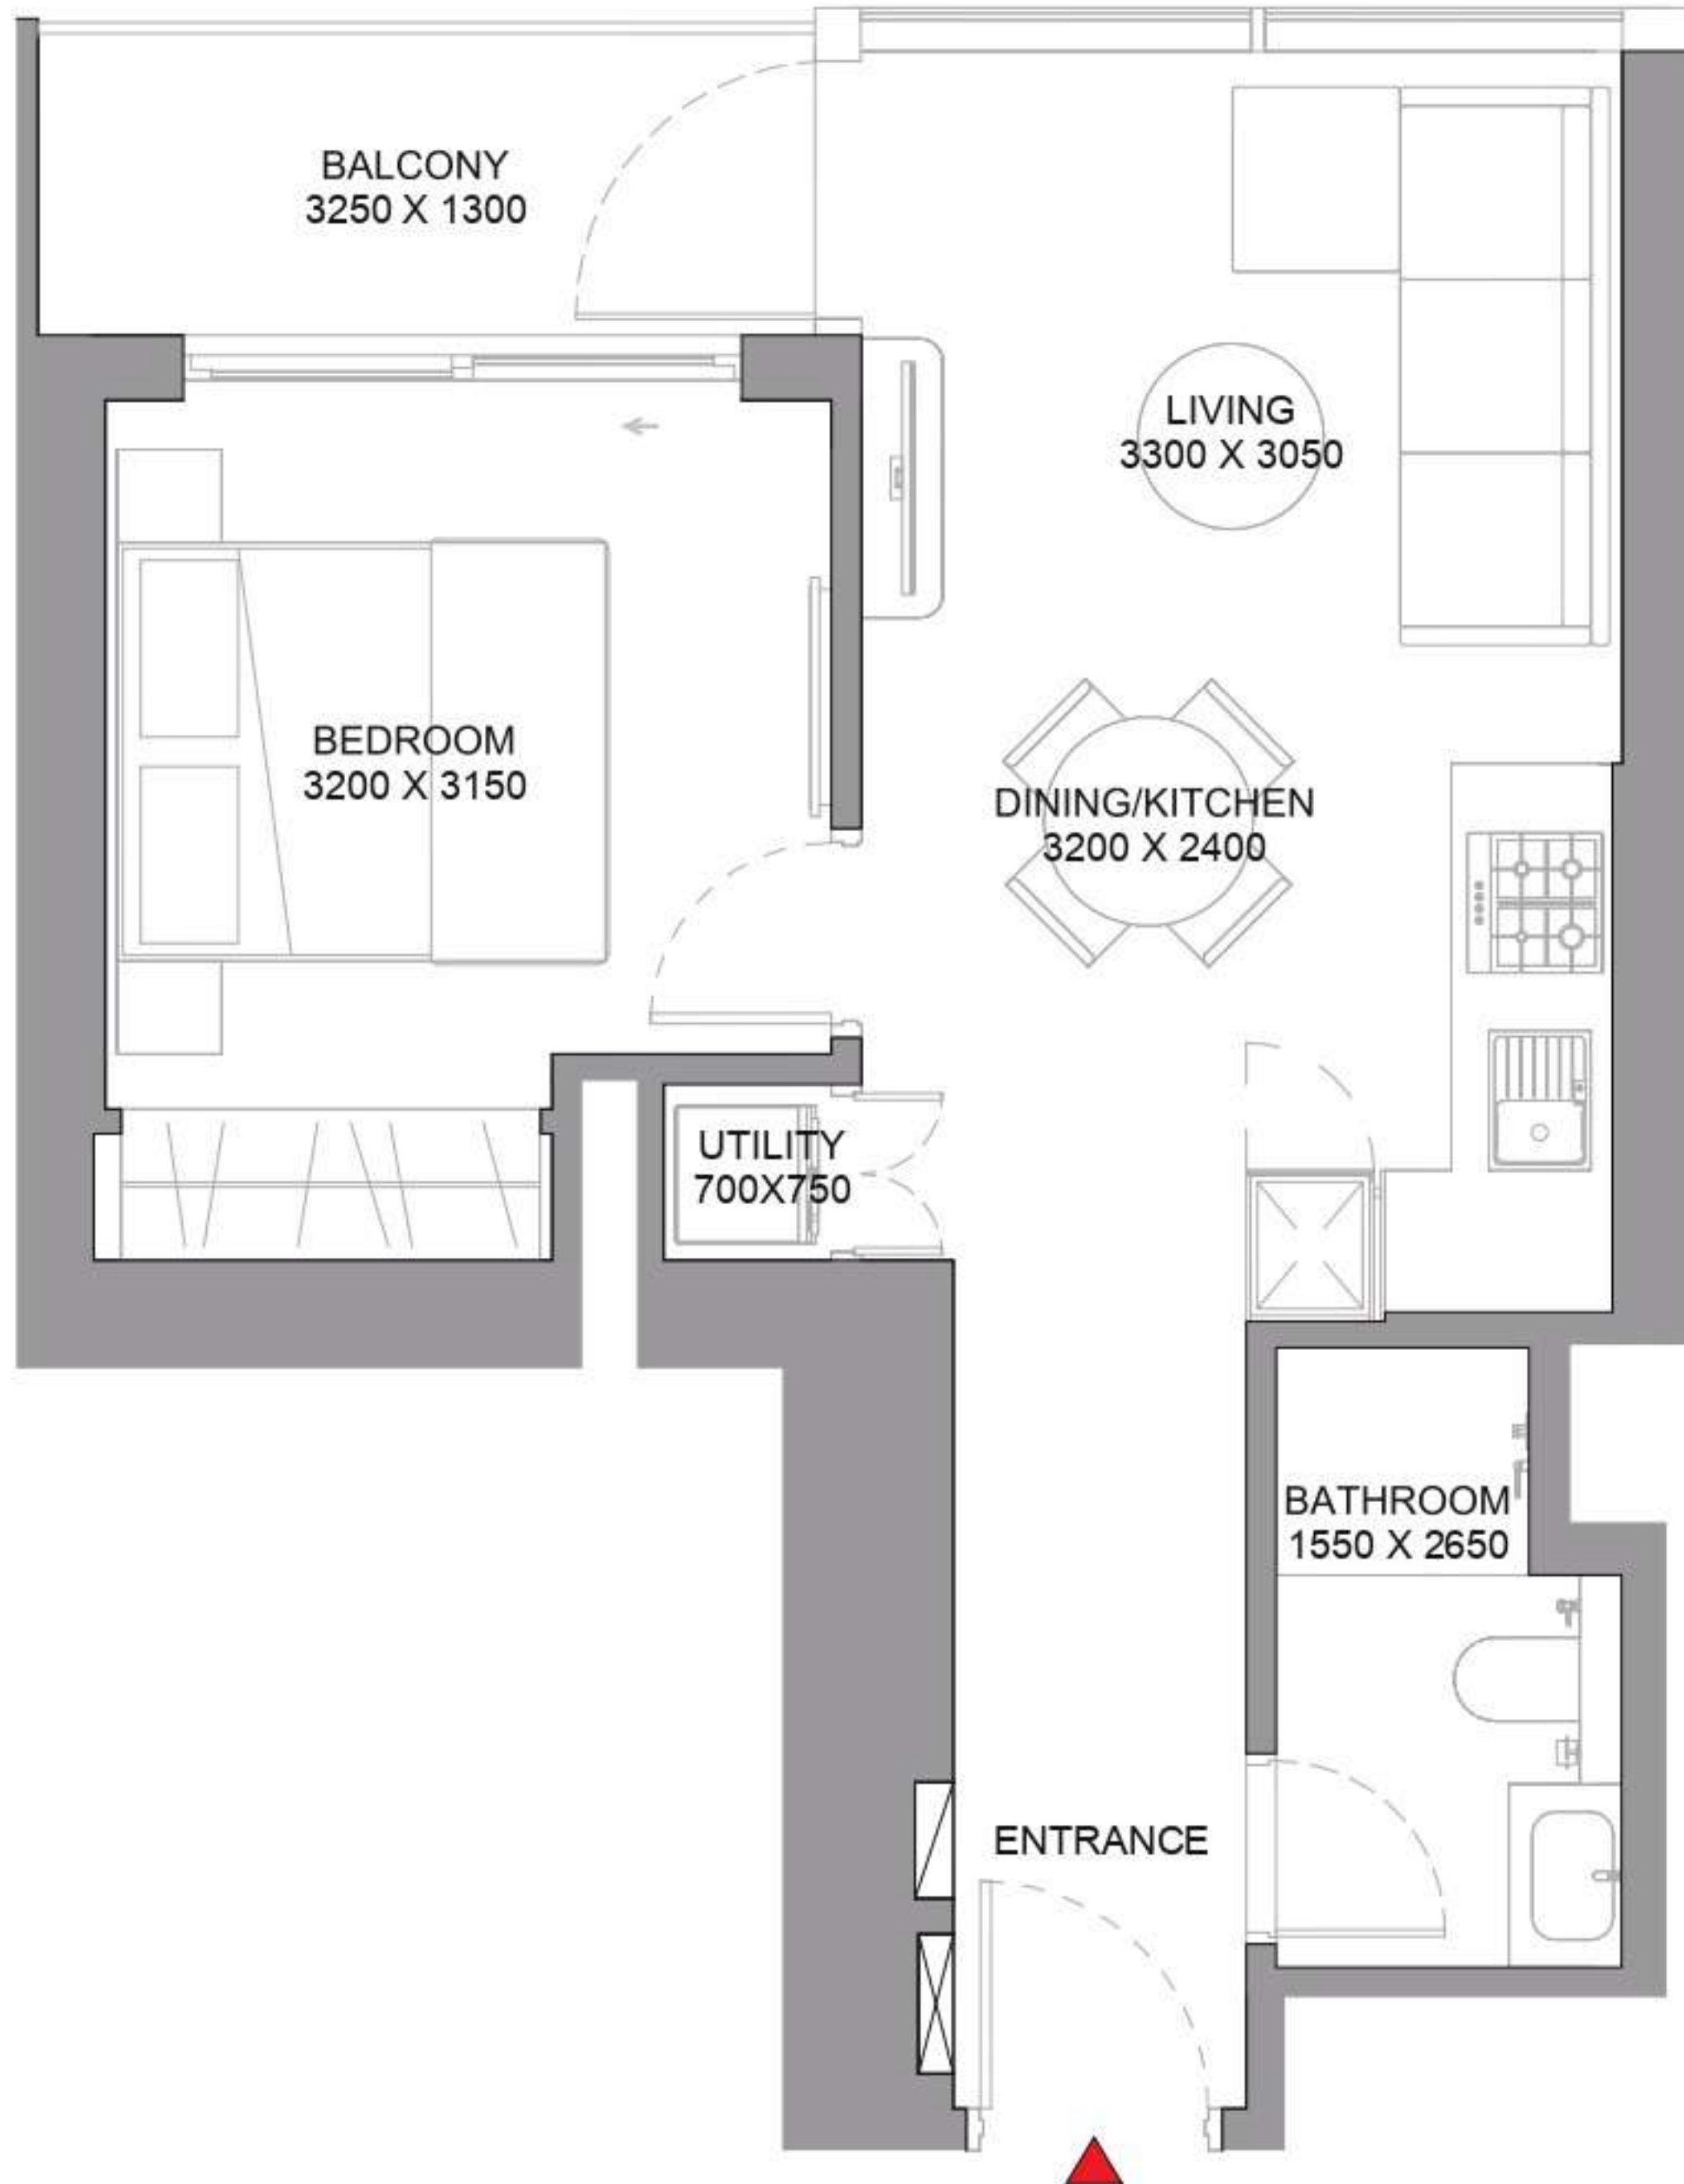 BALCONY
3250 X 1300
LIVING
3300 X 3050
BEDROOM
3200 X 3150
DINING/KITCHEN
3200 X 2400
UTILITY
700X750
BATHROOM
1550 X 2650
ENTRANCE